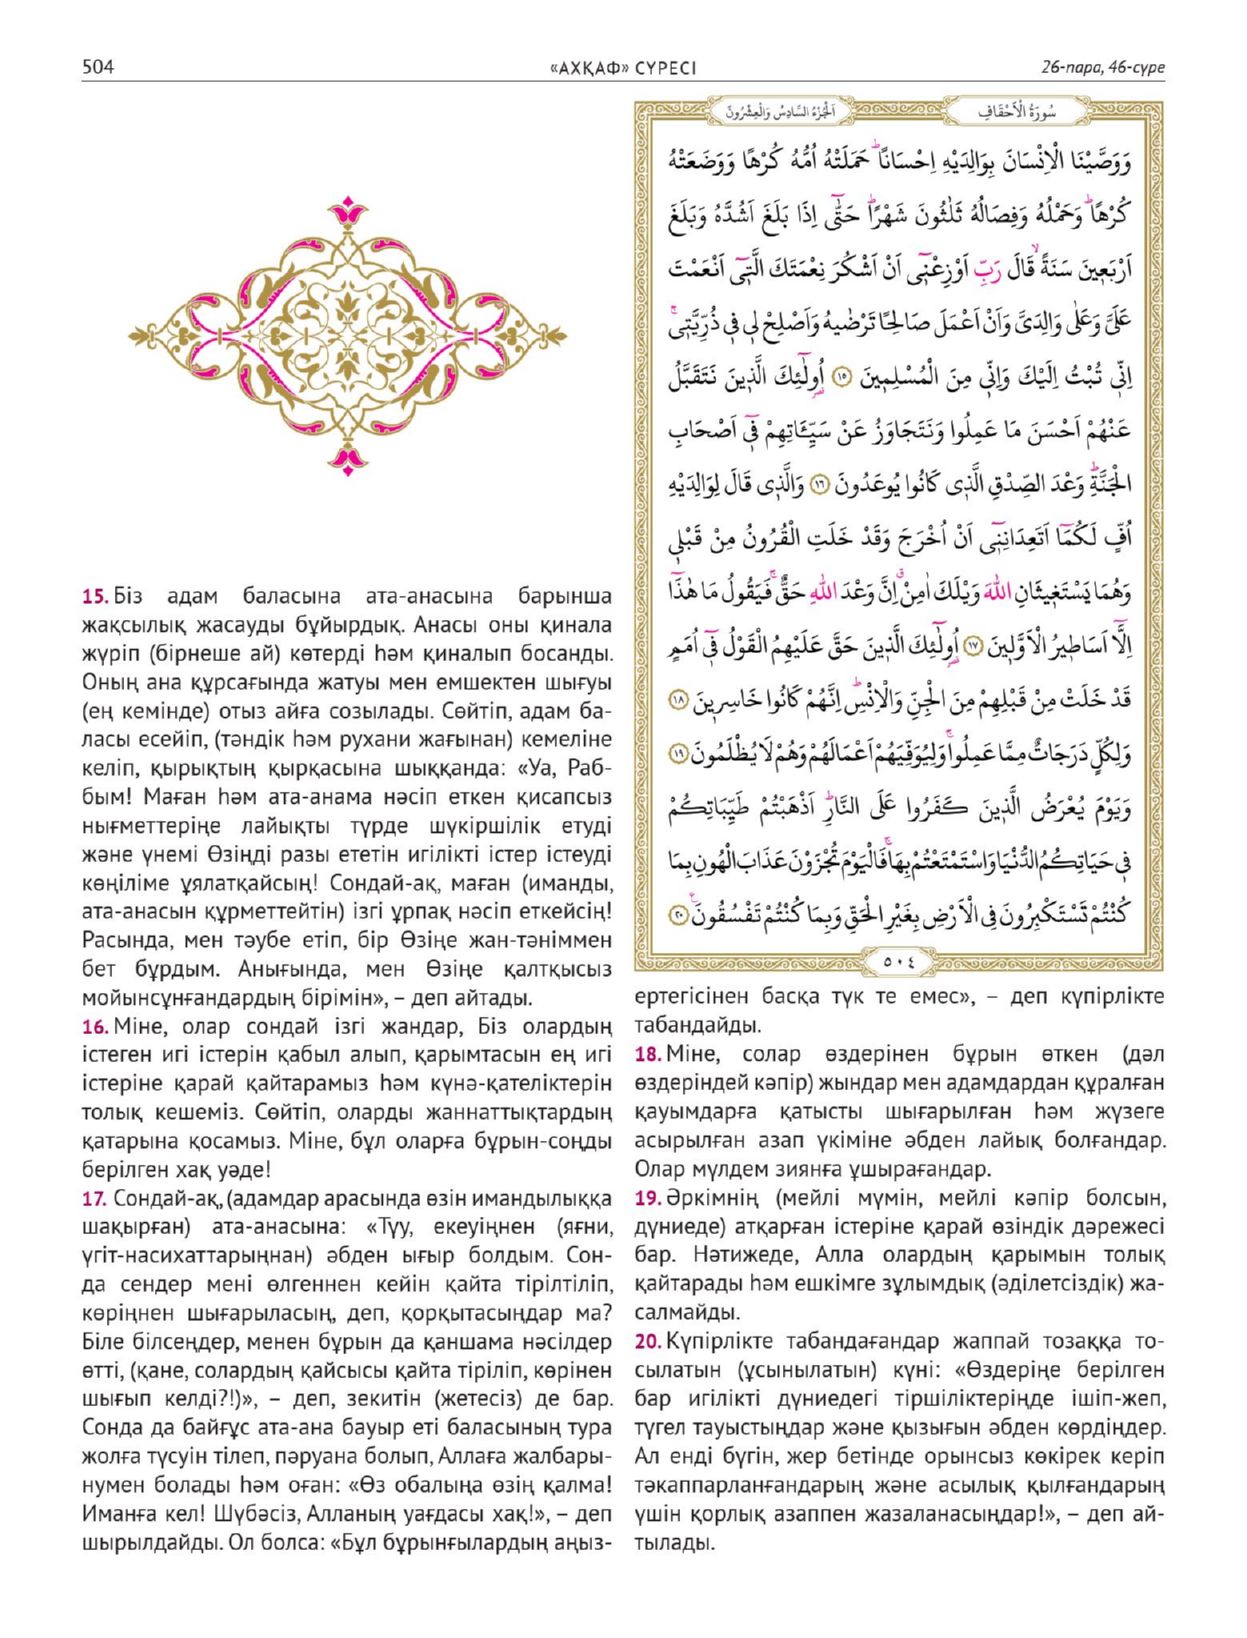 504
«АХҚАФ» СҮРЕСІ
26-пара, 46-сүре
سُورَةُ الْاَحْقَافِ
اَلْجُزْءُ السَّادِسُ وَالْعِشْرُونَ
وَوَصَّيْنَا الْاِنْسَانَ بِوَالِدَيْهِ اِحْسَانًاۜ حَمَلَتْهُ اُمُّهُ كُرْهًا وَوَضَعَتْهُ
كُرْهًاۜ وَحَمْلُهُ وَفِصَالُهُ ثَلٰثُونَ شَهْرًاۜ حَتّٰٓى اِذَا بَلَغَ اَشُدَّهُ وَبَلَغَ
اَرْبَع۪ينَ سَنَةًۙ قَالَ رَبِّ اَوْزِعْن۪ٓي اَنْ اَشْكُرَ نِعْمَتَكَ الَّت۪ٓي اَنْعَمْتَ
عَلَيَّ وَعَلٰى وَالِدَيَّ وَاَنْ اَعْمَلَ صَالِحًا تَرْضٰيهُ وَاَصْلِحْ ل۪ي ف۪ي ذُرِّيَّت۪يۚ
اِنّ۪ي تُبْتُ اِلَيْكَ وَاِنّ۪ي مِنَ الْمُسْلِم۪ينَ ﴿١٥﴾ اُو۬لٰٓئِكَ الَّذ۪ينَ نَتَقَبَّلُ
عَنْهُمْ اَحْسَنَ مَا عَمِلُوا وَنَتَجَاوَزُ عَنْ سَيِّـَٔاتِهِمْ ف۪ٓي اَصْحَابِ
الْجَنَّةِۜ وَعْدَ الصِّدْقِ الَّذ۪ي كَانُوا يُوعَدُونَ ﴿١٦﴾ وَالَّذ۪ي قَالَ لِوَالِدَيْهِ
اُفٍّ لَكُمَٓا اَتَعِدَانِن۪ٓي اَنْ اُخْرَجَ وَقَدْ خَلَتِ الْقُرُونُ مِنْ قَبْل۪ي
وَهُمَا يَسْتَغ۪يثَانِ اللّٰهَ وَيْلَكَ اٰمِنْۗ اِنَّ وَعْدَ اللّٰهِ حَقٌّۚ فَيَقُولُ مَا هٰذَٓا
اِلَّٓا اَسَاط۪يرُ الْاَوَّل۪ينَ ﴿١٧﴾ اُو۬لٰٓئِكَ الَّذ۪ينَ حَقَّ عَلَيْهِمُ الْقَوْلُ ف۪ٓي اُمَمٍ
قَدْ خَلَتْ مِنْ قَبْلِهِمْ مِنَ الْجِنِّ وَالْاِنْسِۜ اِنَّهُمْ كَانُوا خَاسِر۪ينَ ﴿١٨﴾
وَلِكُلٍّ دَرَجَاتٌ مِمَّا عَمِلُواۚ وَلِيُوَفِّيَهُمْ اَعْمَالَهُمْ وَهُمْ لَا يُظْلَمُونَ ﴿١٩﴾
وَيَوْمَ يُعْرَضُ الَّذ۪ينَ كَفَرُوا عَلَى النَّارِۜ اَذْهَبْتُمْ طَيِّبَاتِكُمْ
ف۪ي حَيَاتِكُمُ الدُّنْيَا وَاسْتَمْتَعْتُمْ بِهَاۚ فَالْيَوْمَ تُجْزَوْنَ عَذَابَ الْهُونِ بِمَا
كُنْتُمْ تَسْتَكْبِرُونَ فِي الْاَرْضِ بِغَيْرِ الْحَقِّ وَبِمَا كُنْتُمْ تَفْسُقُونَ۟ ﴿٢٠﴾
٥٠٤
15. Біз адам баласына ата-анасына барынша
жақсылық жасауды бұйырдық. Анасы оны қинала
жүріп (бірнеше ай) көтерді һәм қиналып босанды.
Оның ана құрсағында жатуы мен емшектен шығуы
(ең кемінде) отыз айға созылады. Сөйтіп, адам ба-
ласы есейіп, (тәндік һәм рухани жағынан) кемеліне
келіп, қырықтың қырқасына шыққанда: «Уа, Раб-
бым! Маған һәм ата-анама нәсіп еткен қисапсыз
нығметтеріңе лайықты түрде шүкіршілік етуді
және үнемі Өзіңді разы ететін игілікті істер істеуді
көңіліме ұялатқайсың! Сондай-ақ, маған (иманды,
ата-анасын құрметтейтін) ізгі ұрпақ нәсіп еткейсің!
Расында, мен тәубе етіп, бір Өзіңе жан-тәніммен
бет бұрдым. Анығында, мен Өзіңе қалтқысыз
мойынсұнғандардың бірімін», – деп айтады.
16. Міне, олар сондай ізгі жандар, Біз олардың
істеген игі істерін қабыл алып, қарымтасын ең игі
істеріне қарай қайтарамыз һәм күнә-қателіктерін
толық кешеміз. Сөйтіп, оларды жаннаттықтардың
қатарына қосамыз. Міне, бұл оларға бұрын-соңды
берілген хақ уәде!
17. Сондай-ақ, (адамдар арасында өзін имандылыққа
шақырған) ата-анасына: «Түу, екеуіңнен (яғни,
үгіт-насихаттарыңнан) әбден ығыр болдым. Сон-
да сендер мені өлгеннен кейін қайта тірілтіліп,
көріңнен шығарыласың, деп, қорқытасыңдар ма?
Біле білсеңдер, менен бұрын да қаншама нәсілдер
өтті, (қане, солардың қайсысы қайта тіріліп, көрінен
шығып келді?!)», – деп, зекитін (жетесіз) де бар.
Сонда да байғұс ата-ана бауыр еті баласының тура
жолға түсуін тілеп, пәруана болып, Аллаға жалбары-
нумен болады һәм оған: «Өз обалыңа өзің қалма!
Иманға кел! Шүбәсіз, Алланың уағдасы хақ!», – деп
шырылдайды. Ол болса: «Бұл бұрынғылардың аңыз-
ертегісінен басқа түк те емес», – деп күпірлікте
табандайды.
18. Міне, солар өздерінен бұрын өткен (дәл
өздеріндей кәпір) жындар мен адамдардан құралған
қауымдарға қатысты шығарылған һәм жүзеге
асырылған азап үкіміне әбден лайық болғандар.
Олар мүлдем зиянға ұшырағандар.
19. Әркімнің (мейлі мүмін, мейлі кәпір болсын,
дүниеде) атқарған істеріне қарай өзіндік дәрежесі
бар. Нәтижеде, Алла олардың қарымын толық
қайтарады һәм ешкімге зұлымдық (әділетсіздік) жа-
салмайды.
20. Күпірлікте табандағандар жаппай тозаққа то-
сылатын (ұсынылатын) күні: «Өздеріңе берілген
бар игілікті дүниедегі тіршіліктеріңде ішіп-жеп,
түгел тауыстыңдар және қызығын әбден көрдіңдер.
Ал енді бүгін, жер бетінде орынсыз көкірек керіп
тәкаппарланғандарың және асылық қылғандарың
үшін қорлық азаппен жазаланасыңдар!», – деп ай-
тылады.